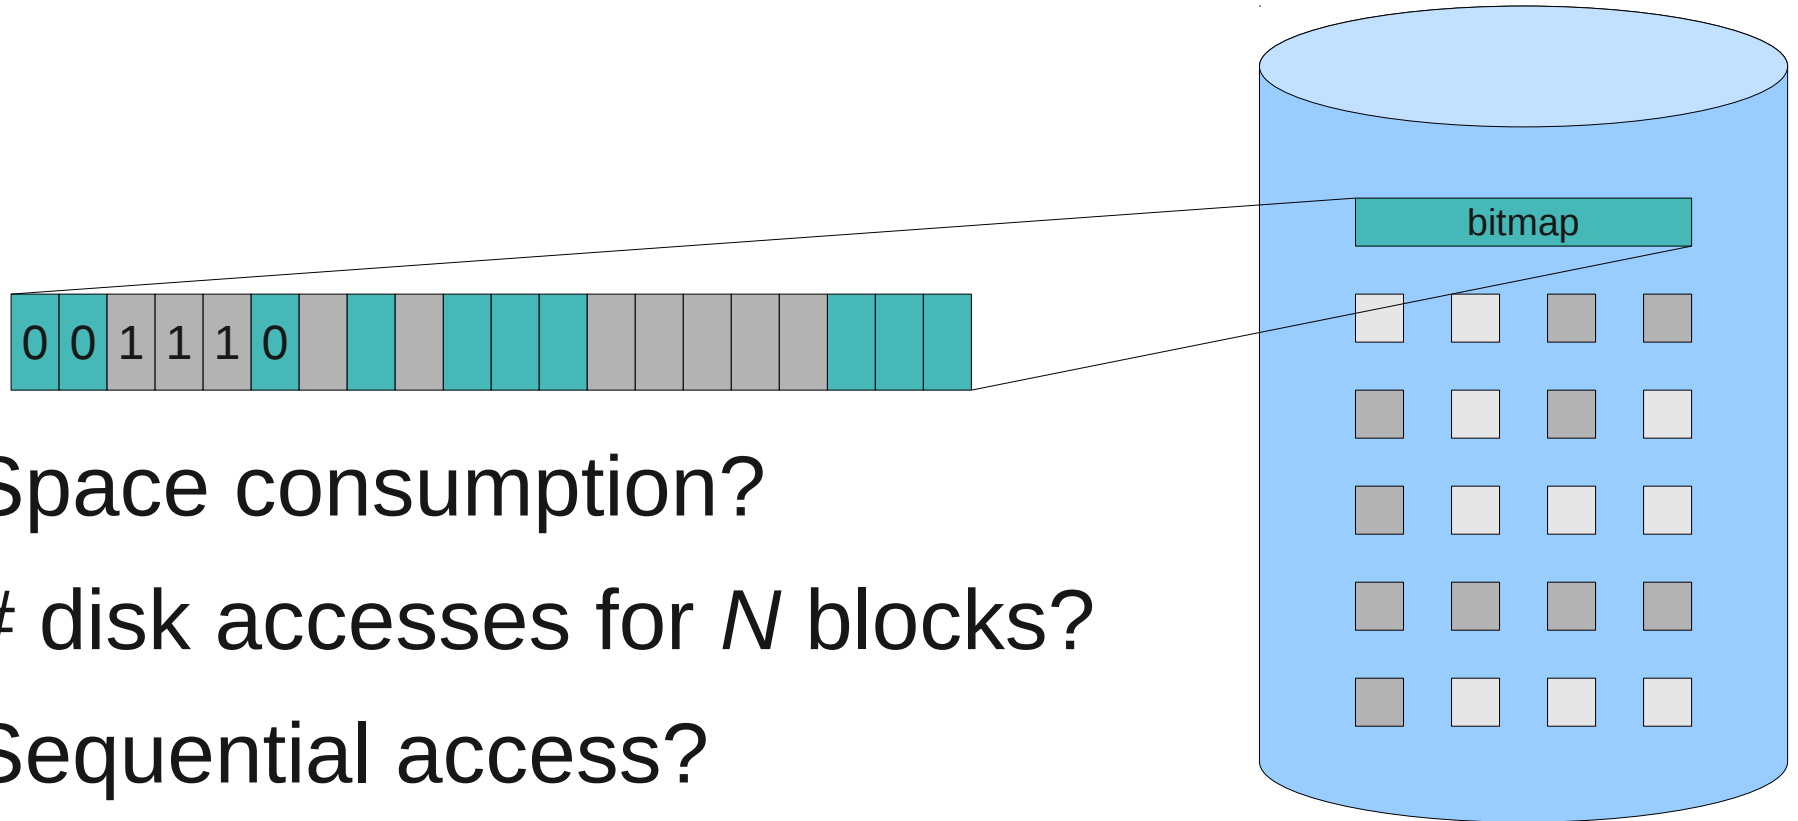 bitmap
0 0 1 1 1 0
Space consumption?
# disk accesses for N blocks?
Sequential access?